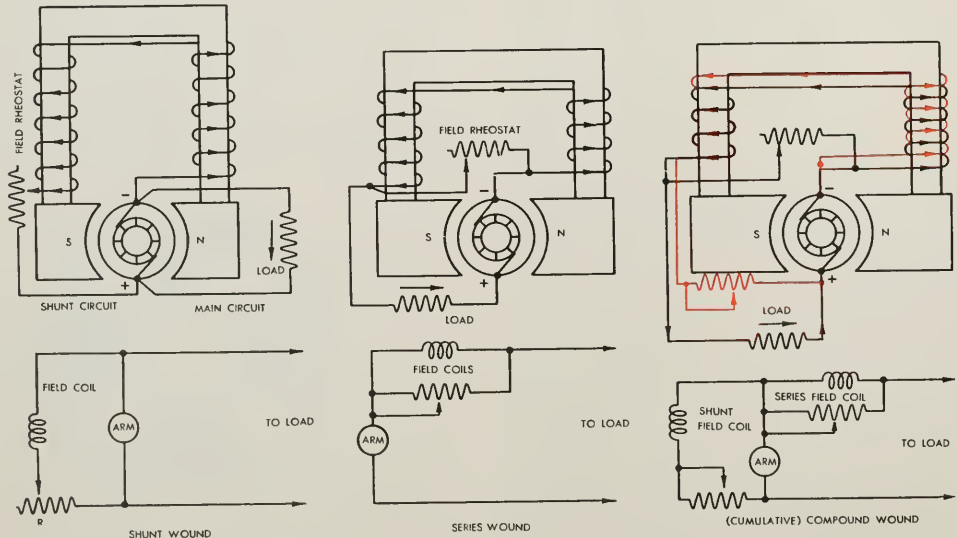 FIELD RHEOSTAT
S
N
−
+
LOAD
SHUNT CIRCUIT
MAIN CIRCUIT
FIELD COIL
ARM
TO LOAD
R
SHUNT WOUND
FIELD RHEOSTAT
−
S
N
+
LOAD
FIELD COILS
ARM
TO LOAD
SERIES WOUND
−
S
N
+
LOAD
SHUNT
FIELD COIL
SERIES FIELD COIL
ARM
TO LOAD
(CUMULATIVE) COMPOUND WOUND